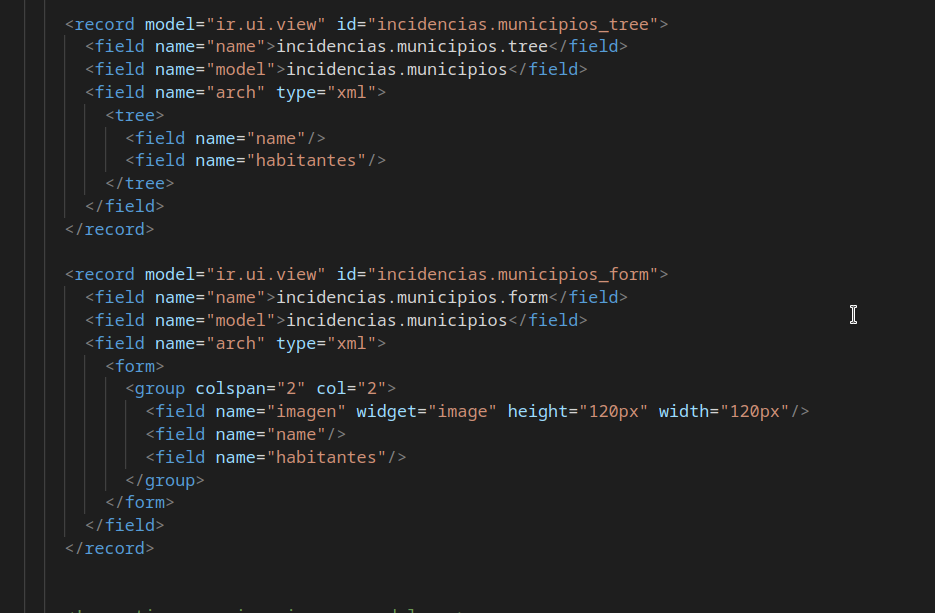 <record model="ir.ui.view" id="incidencias.municipios_tree">
<field name="name">incidencias.municipios.tree</field>
<field name="model">incidencias.municipios</field>
<field name="arch" type="xml">
<tree>
<field name="name"/>
<field name="habitantes"/>
</tree>
</field>
</record>
<record model="ir.ui.view" id="incidencias.municipios_form">
<field name="name">incidencias.municipios.form</field>
<field name="model">incidencias.municipios</field>
<field name="arch" type="xml">
<form>
<group colspan="2" col="2">
<field name="imagen" widget="image" height="120px" width="120px"/>
<field name="name"/>
<field name="habitantes"/>
</group>
</form>
</field>
</record>